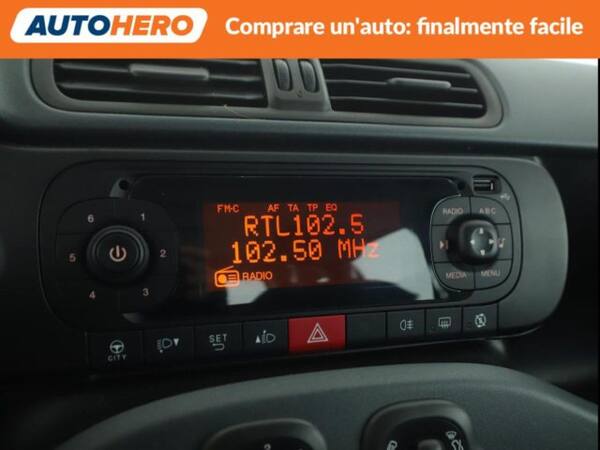 AUTOHERO Comprare un'auto: finalmente facile
FM-C AF TA TP EQ
RTL102.5
102.50 MHz
RADIO
6 1
5 2
4 3
RADIO ABC
MEDIA MENU
CITY SET